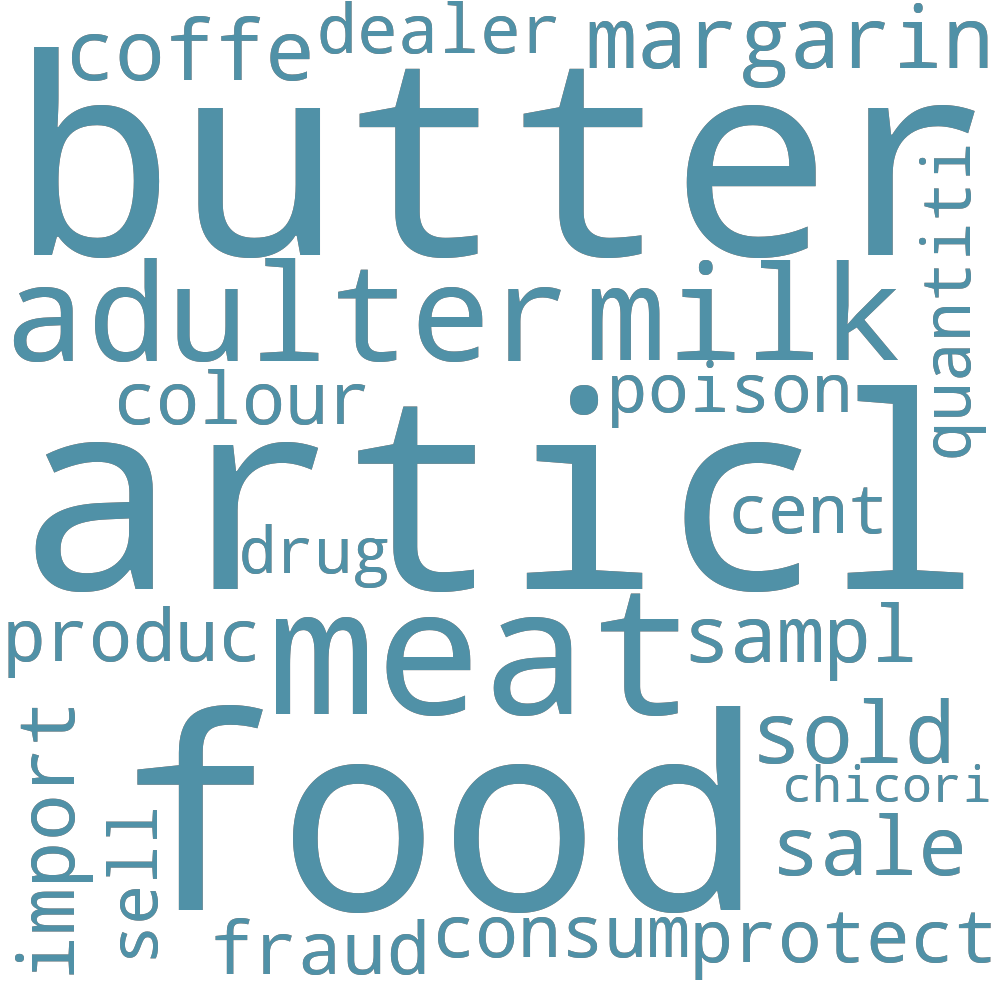 coffe
dealer
margarin
butter
quantiti
adulter
milk
colour
poison
articl
cent
drug
produc
meat
sampl
import
food
sold
chicori
sell
sale
fraud
consum
protect